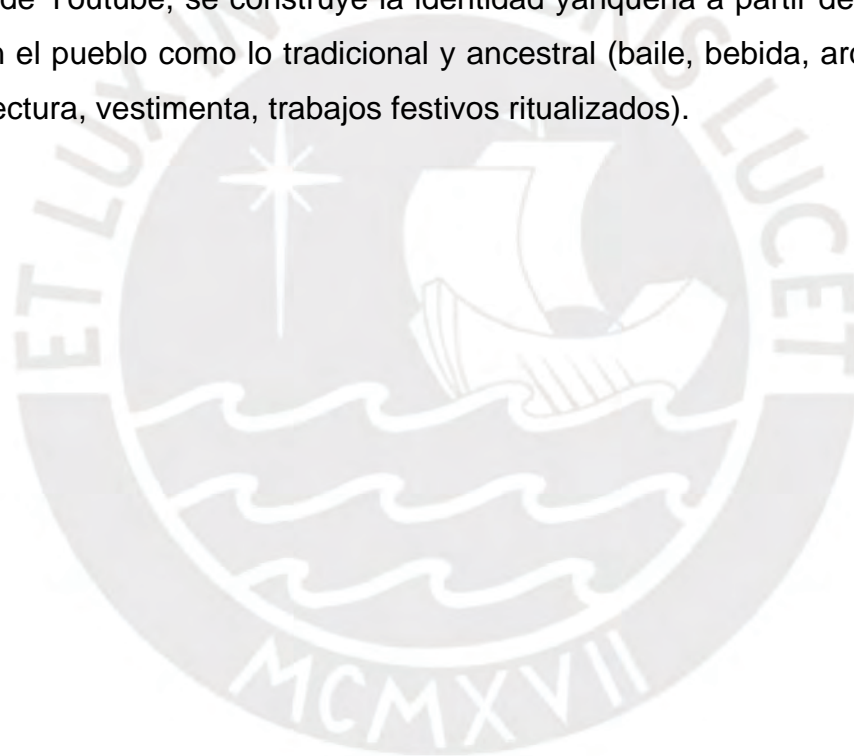 de Youtube, se construye la identidad yanqueña a partir de
el pueblo como lo tradicional y ancestral (baile, bebida,
ectura, vestimenta, trabajos festivos ritualizados).
ET LUX IN
LUCET
MCMXVII